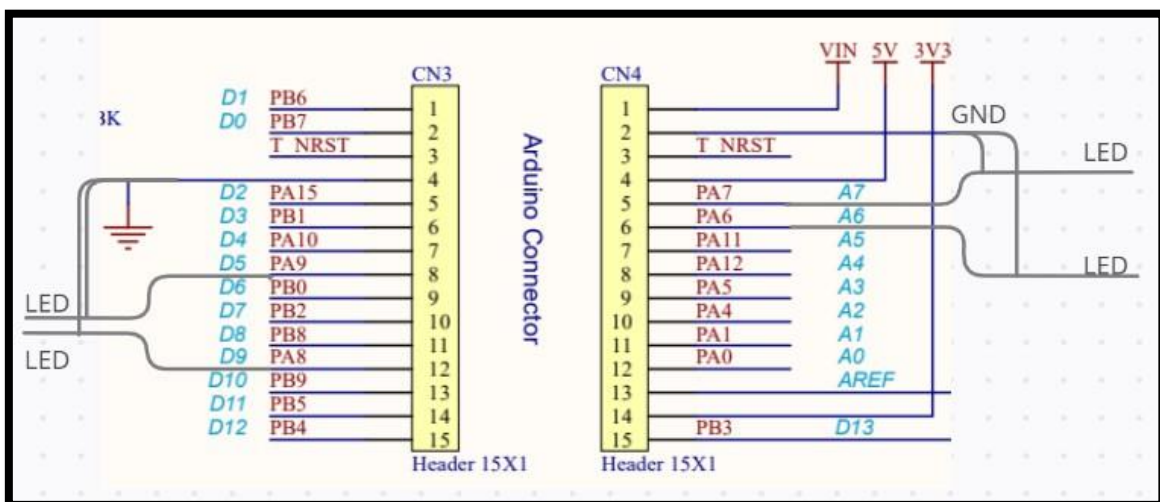 CN3
D1 PB6 1
D0 PB7 2
T_NRST 3
4
D2 PA15 5
D3 PB1 6
D4 PA10 7
D5 PA9 8
D6 PB0 9
D7 PB2 10
D8 PB8 11
D9 PA8 12
D10 PB9 13
D11 PB5 14
D12 PB4 15
Header 15X1
3K
LED
LED
Arduino Connector
VIN 5V 3V3
CN4
1
2 GND
3 T_NRST
4
5 PA7 A7
6 PA6 A6
7 PA11 A5
8 PA12 A4
9 PA5 A3
10 PA4 A2
11 PA1 A1
12 PA0 A0
13 AREF
14
15 PB3 D13
Header 15X1
LED
LED